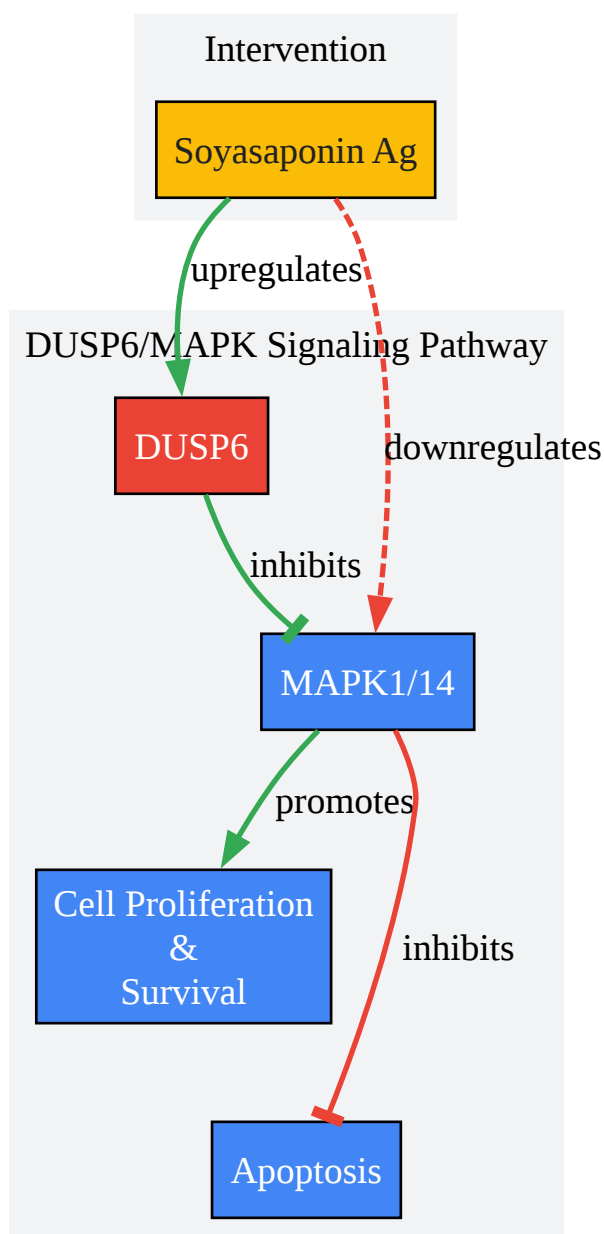 Intervention
Soyasaponin Ag
upregulates
DUSP6/MAPK Signaling Pathway
DUSP6
downregulates
inhibits
MAPK1/14
promotes
Cell Proliferation
&
Survival
inhibits
Apoptosis